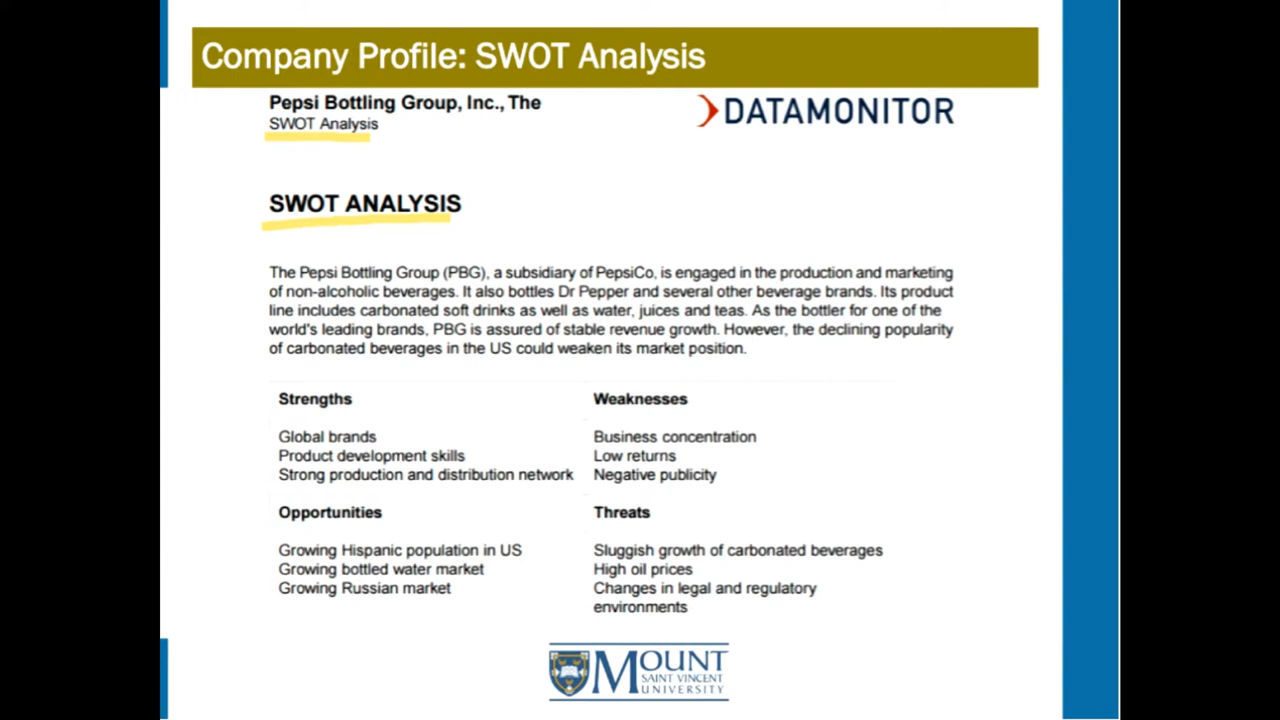 Company Profile: SWOT Analysis
Pepsi Bottling Group, Inc., The
SWOT Analysis
DATAMONITOR
SWOT ANALYSIS
The Pepsi Bottling Group (PBG), a subsidiary of PepsiCo, is engaged in the production and marketing
of non-alcoholic beverages. It also bottles Dr Pepper and several other beverage brands. Its product
line includes carbonated soft drinks as well as water, juices and teas. As the bottler for one of the
world's leading brands, PBG is assured of stable revenue growth. However, the declining popularity
of carbonated beverages in the US could weaken its market position.
Strengths
Global brands
Product development skills
Strong production and distribution network
Weaknesses
Business concentration
Low returns
Negative publicity
Opportunities
Growing Hispanic population in US
Growing bottled water market
Growing Russian market
Threats
Sluggish growth of carbonated beverages
High oil prices
Changes in legal and regulatory
environments
MOUNT
SAINT VINCENT
UNIVERSITY